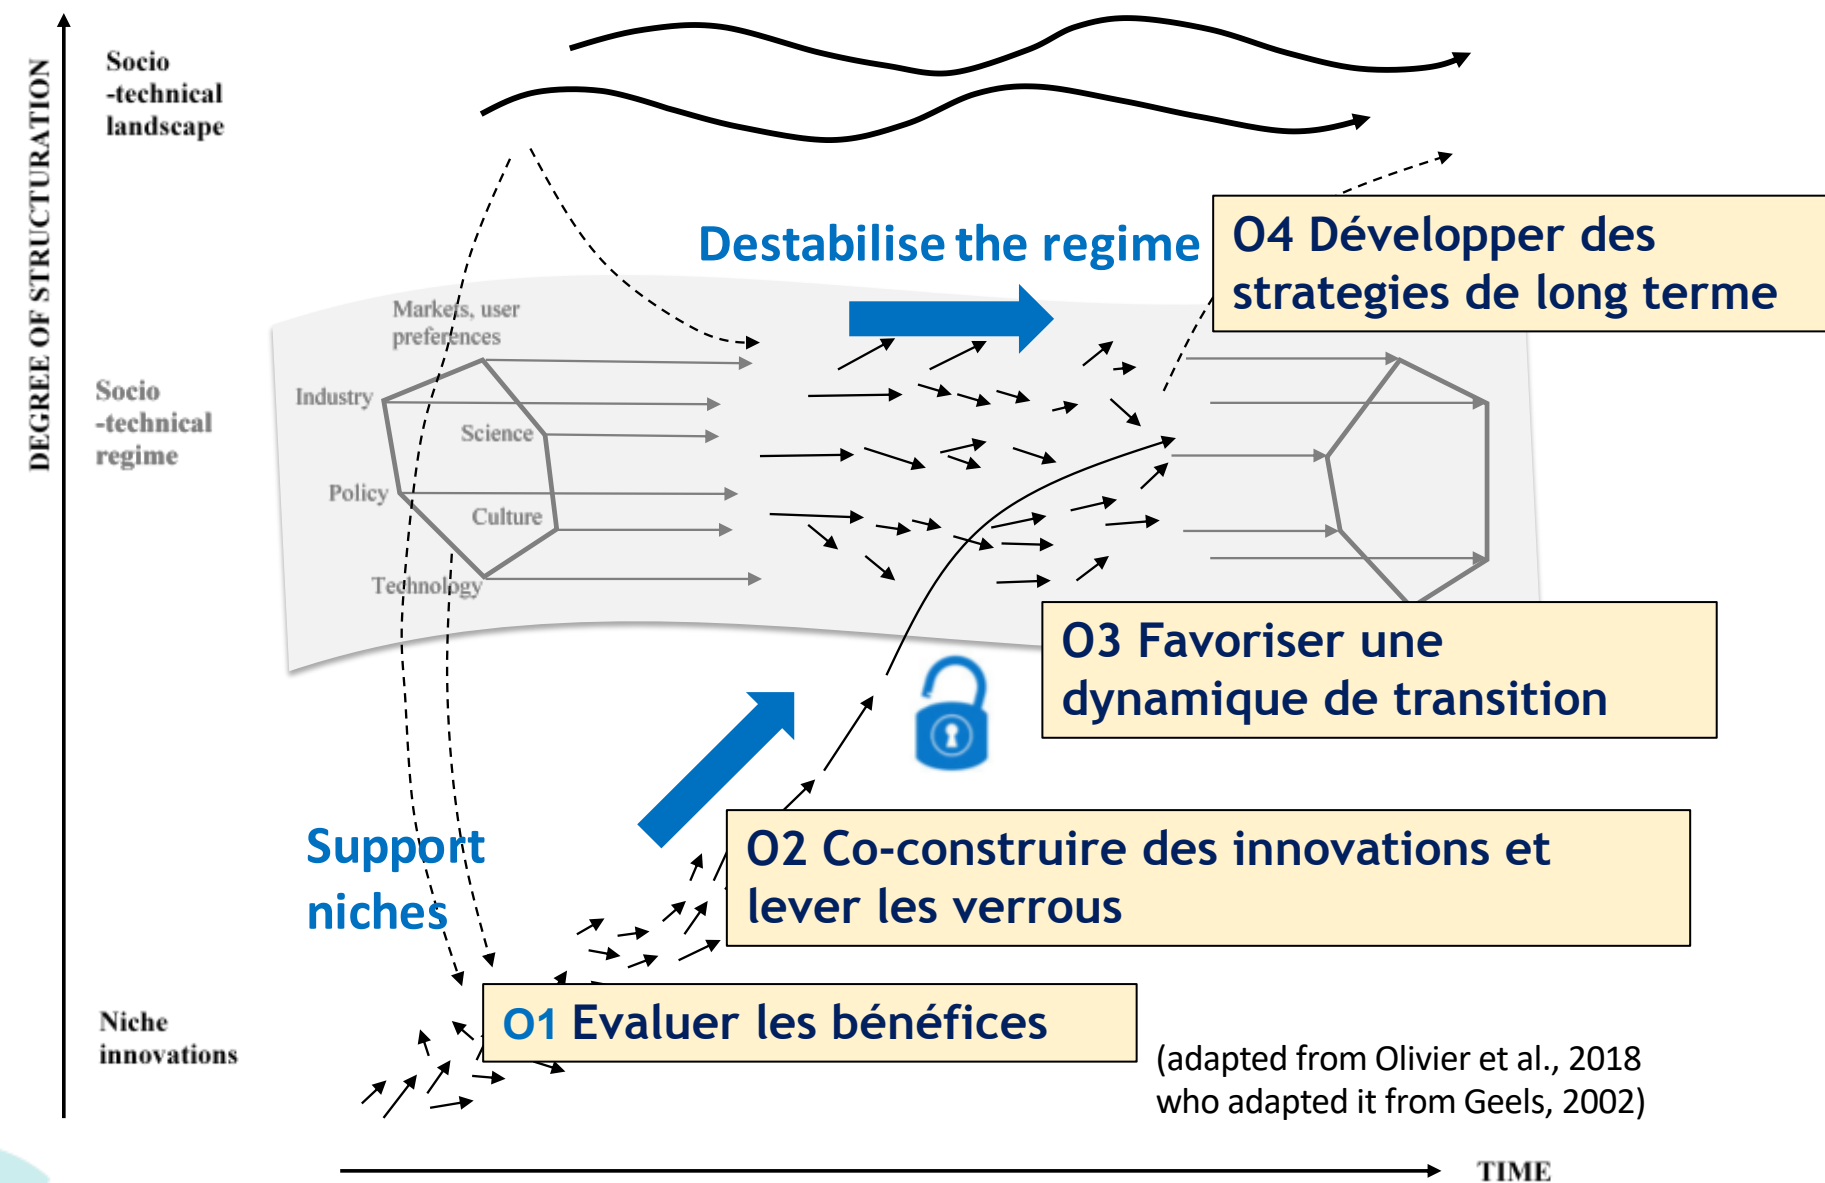 DEGREE OF STRUCTURATION
Socio
-technical
landscape
Destabilise the regime
O4 Développer des
strategies de long terme
Markets, user
preferences
Socio
-technical
regime
Industry
Science
Policy
Culture
Technology
O3 Favoriser une
dynamique de transition
Support
niches
O2 Co-construire des innovations et
lever les verrous
Niche
innovations
O1 Evaluer les bénéfices
(adapted from Olivier et al., 2018
who adapted it from Geels, 2002)
TIME